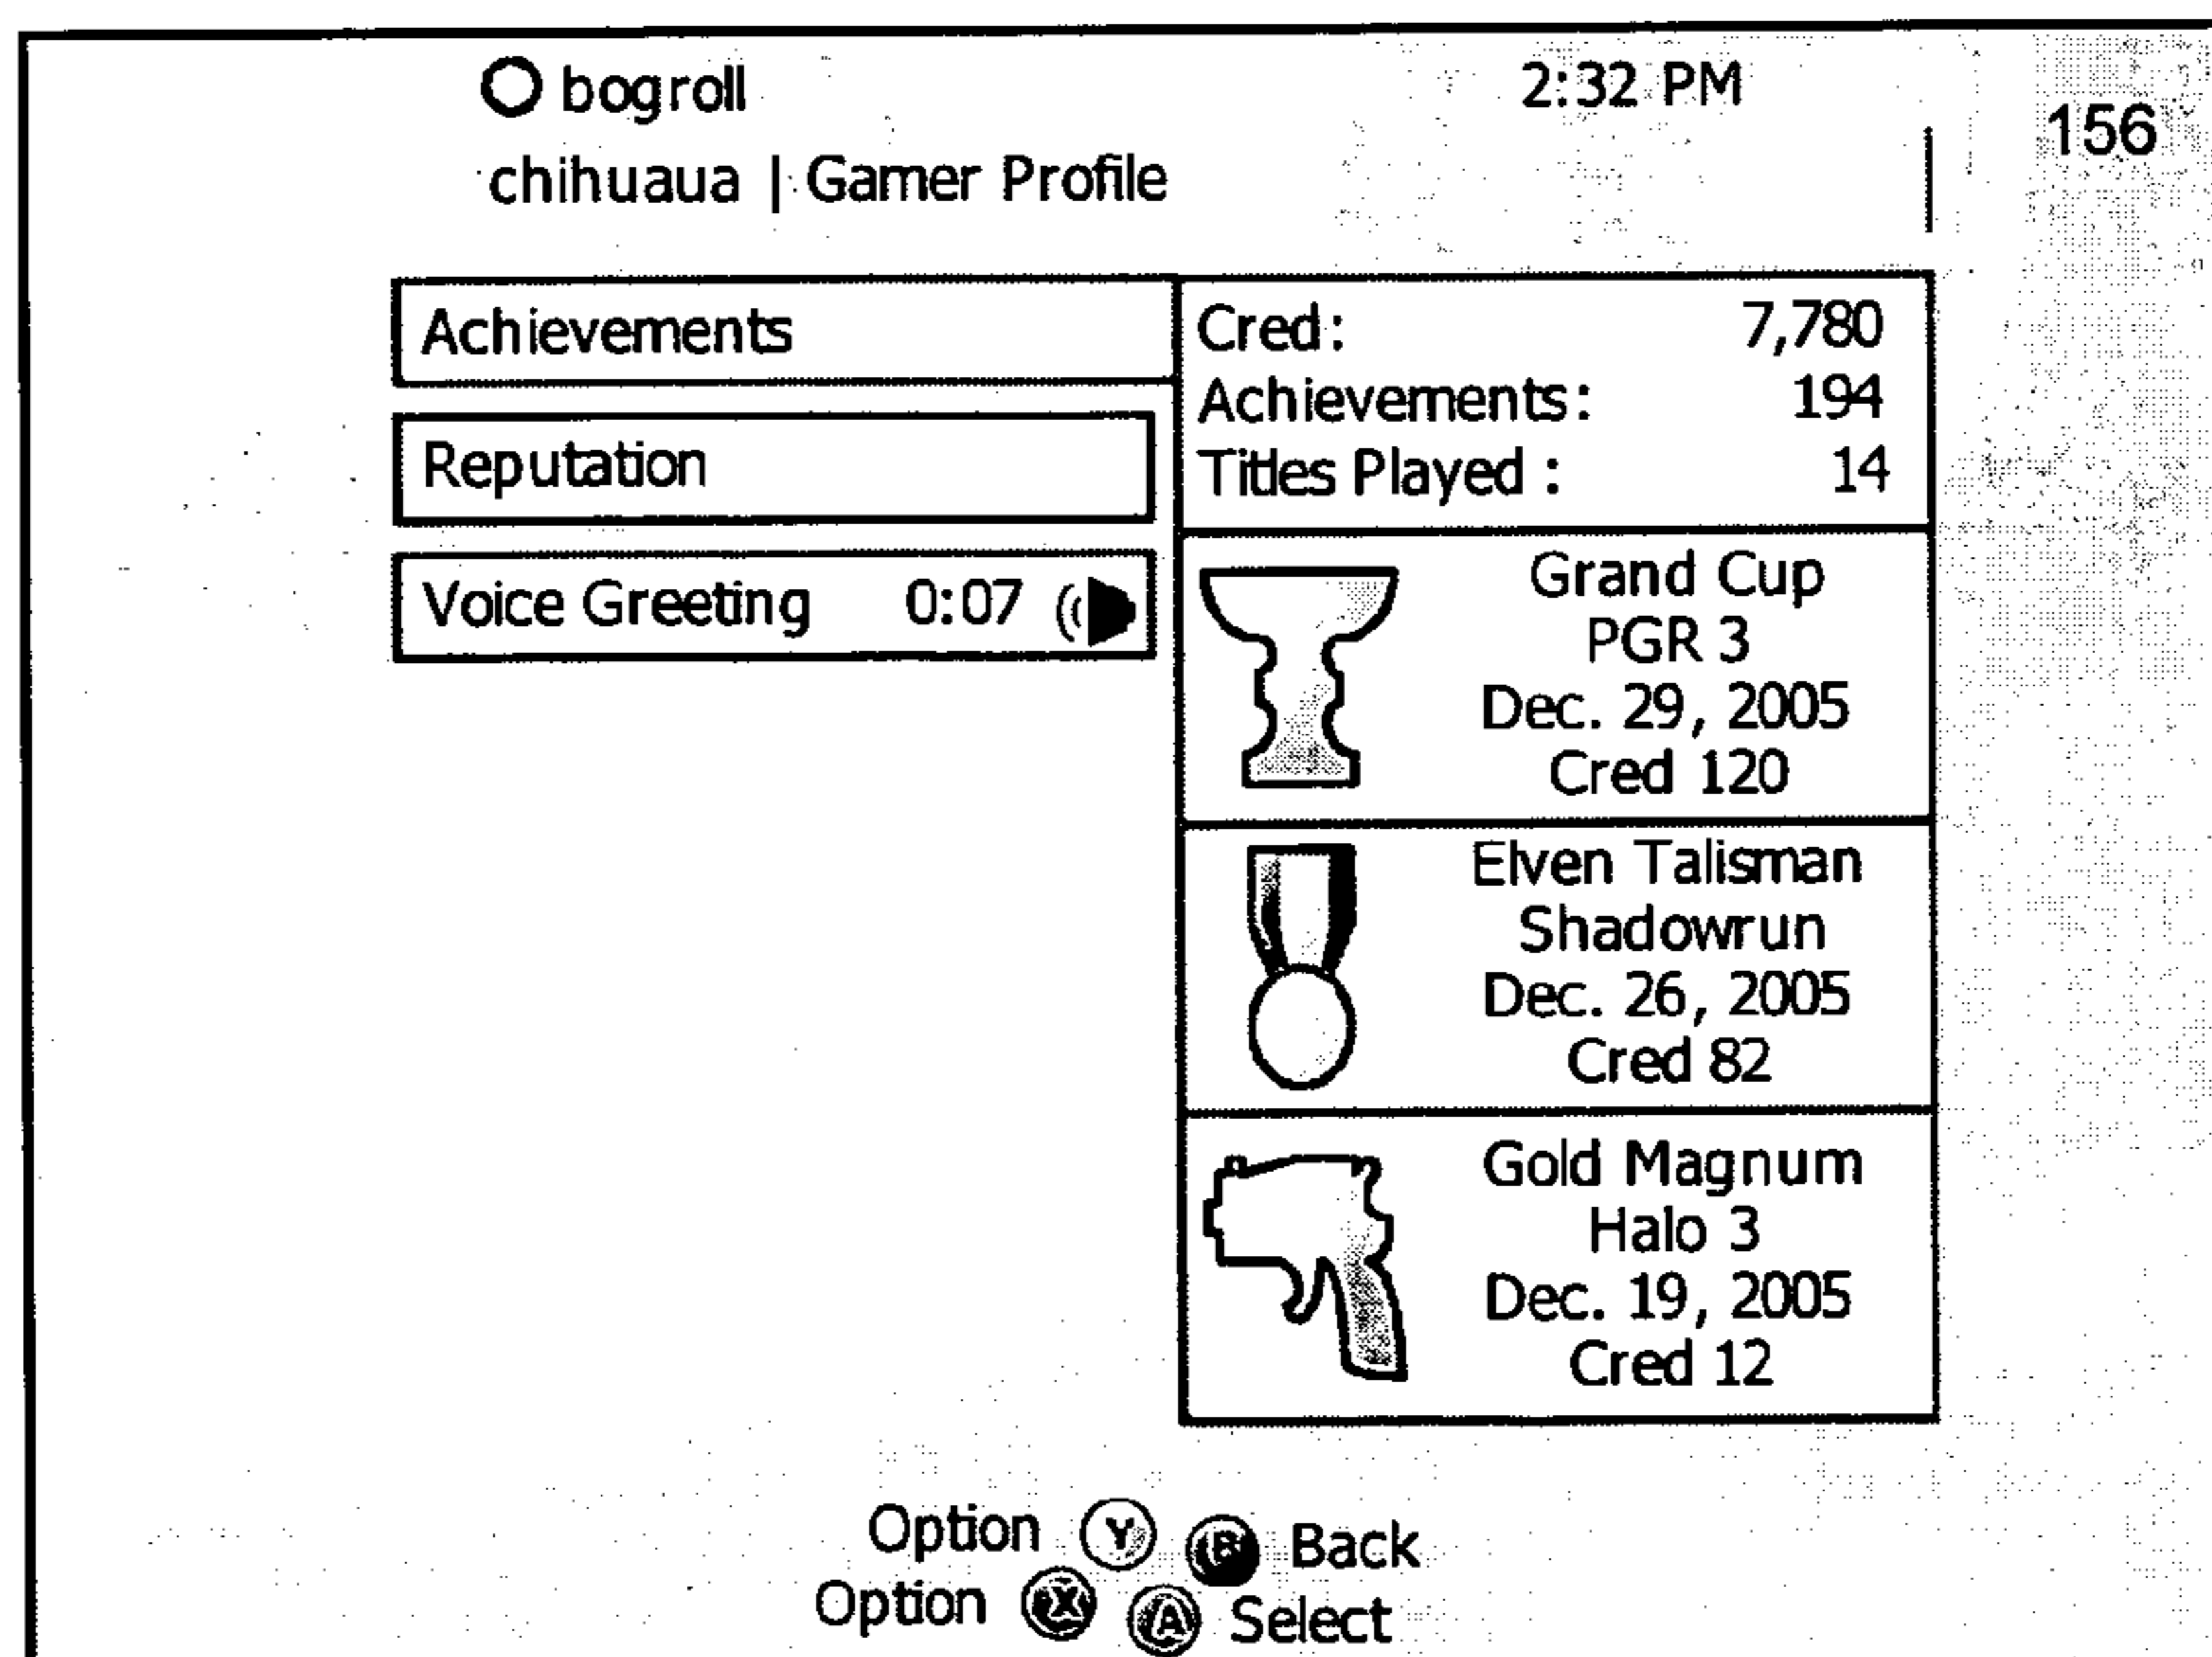 bogroll 2:32 PM
156
chihuaua | Gamer Profile
Achievements
Reputation
Voice Greeting 0:07
Cred: 7,780
Achievements: 194
Titles Played : 14
Grand Cup
PGR 3
Dec. 29, 2005
Cred 120
Elven Talisman
Shadowrun
Dec. 26, 2005
Cred 82
Gold Magnum
Halo 3
Dec. 19, 2005
Cred 12
Option Y B Back
Option X A Select